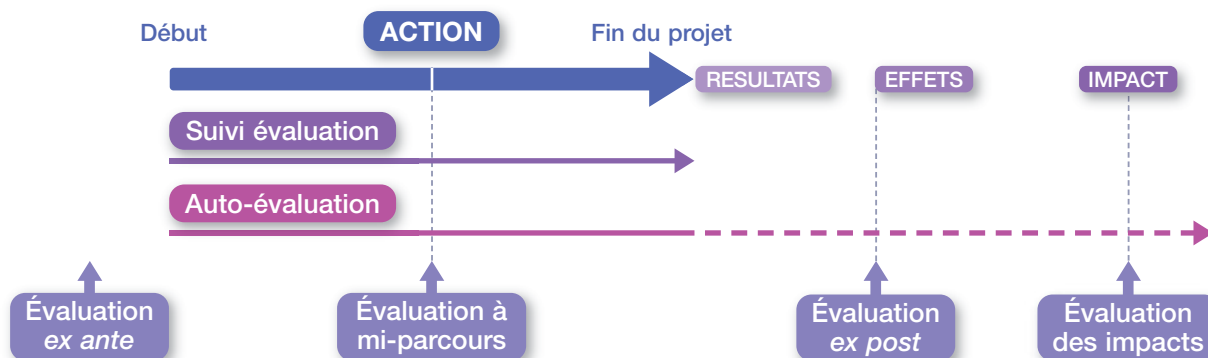 Début
ACTION
Fin du projet
RESULTATS
EFFETS
IMPACT
Suivi évaluation
Auto-évaluation
Évaluation
ex ante
Évaluation à
mi-parcours
Évaluation
ex post
Évaluation
des impacts